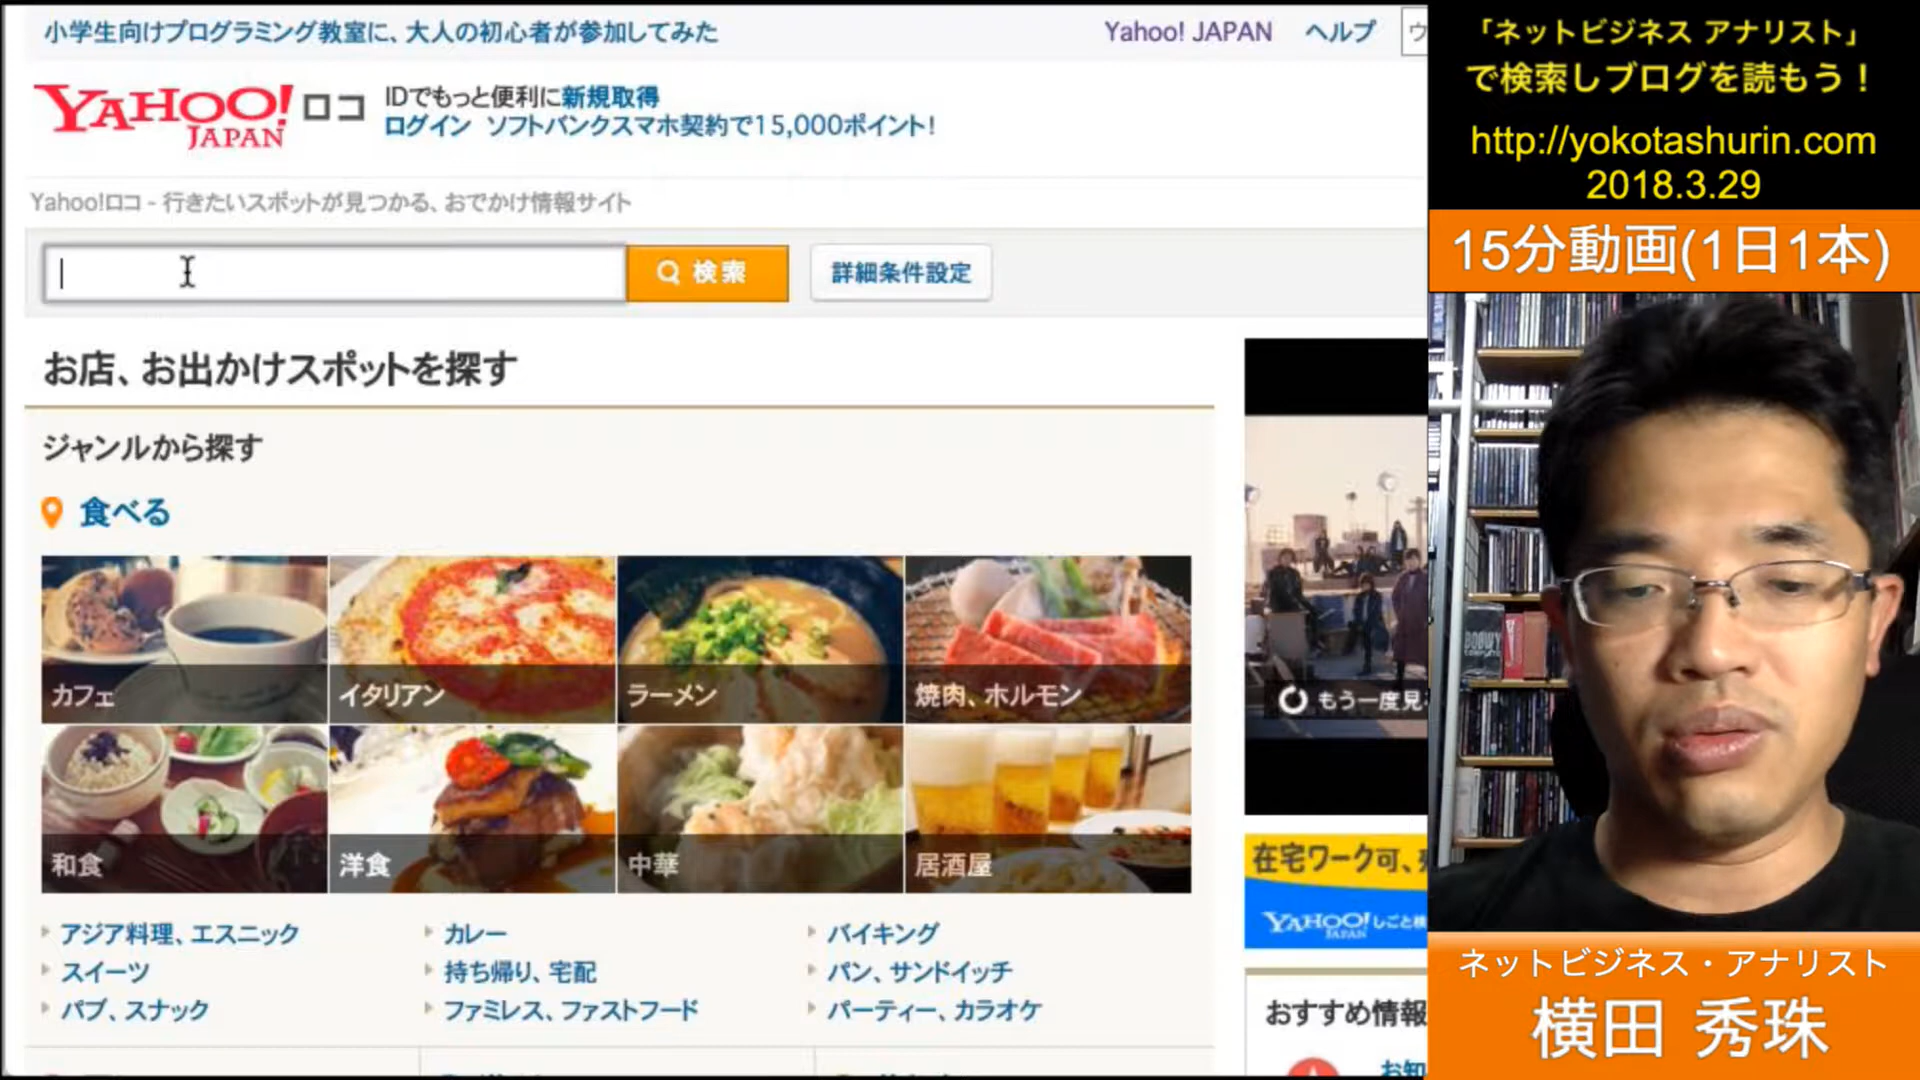 小学生向けプログラミング教室に、大人の初心者が参加してみた
Yahoo! JAPAN ヘルプ
YAHOO! JAPAN ロコ
IDでもっと便利に新規取得
ログイン ソフトバンクスマホ契約で15,000ポイント!
Yahoo!ロコ - 行きたいスポットが見つかる、おでかけ情報サイト
検索
詳細条件設定
お店、お出かけスポットを探す
ジャンルから探す
食べる
カフェ
イタリアン
ラーメン
焼肉、ホルモン
和食
洋食
中華
居酒屋
アジア料理、エスニック
カレー
バイキング
スイーツ
持ち帰り、宅配
パン、サンドイッチ
パブ、スナック
ファミレス、ファストフード
パーティー、カラオケ
もう一度見
在宅ワーク可、
YAHOO! JAPAN しごと検
おすすめ情報
お知
「ネットビジネス アナリスト」
で検索しブログを読もう！
http://yokotashurin.com
2018.3.29
15分動画(1日1本)
BOOWY
COMPLETE
ネットビジネス・アナリスト
横田 秀珠